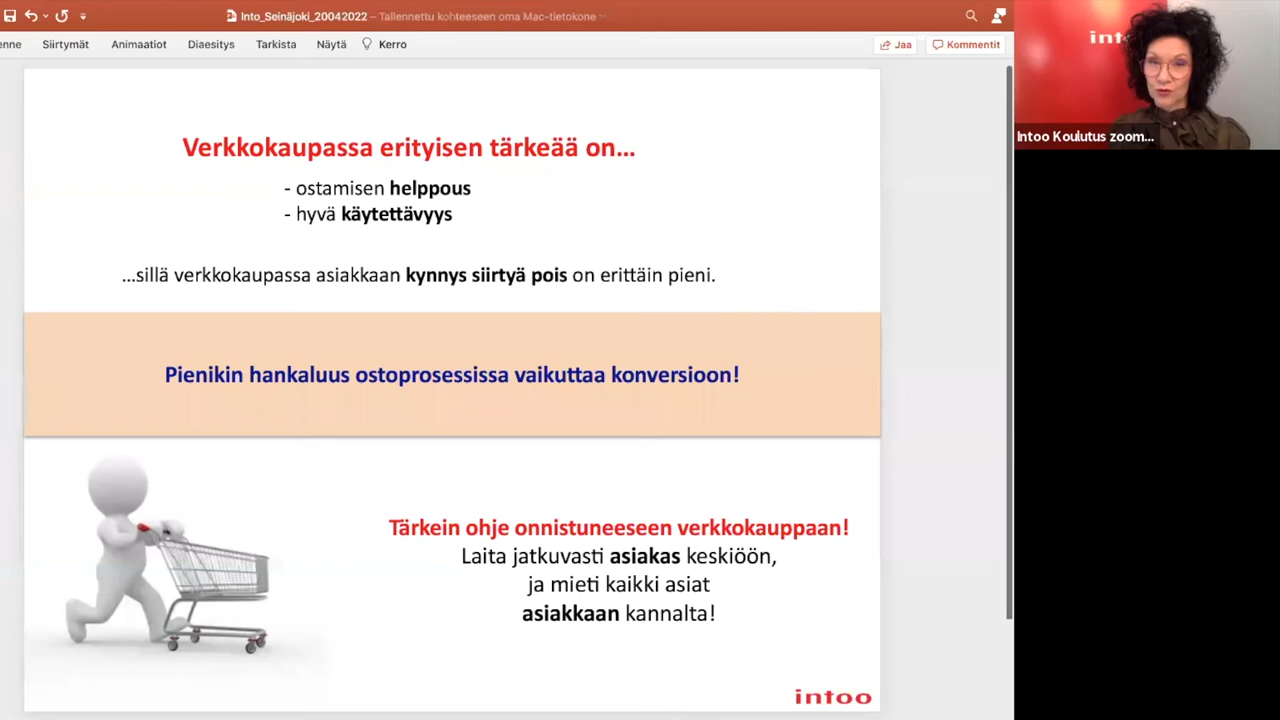 Into_Seinäjoki_20042022 – Tallennettu kohteeseen oma Mac-tietokone
enne Siirtymät Animaatiot Diaesitys Tarkista Näytä Kerro Jaa Kommentit
Verkkokaupassa erityisen tärkeää on...
- ostamisen helppous
- hyvä käytettävyys
...sillä verkkokaupassa asiakkaan kynnys siirtyä pois on erittäin pieni.
Pienikin hankaluus ostoprosessissa vaikuttaa konversioon!
Tärkein ohje onnistuneeseen verkkokauppaan!
Laita jatkuvasti asiakas keskiöön,
ja mieti kaikki asiat
asiakkaan kannalta!
intoo
Intoo Koulutus zoom...